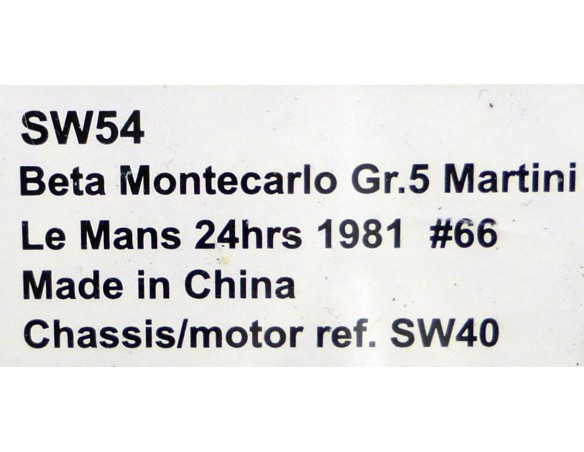 SW54
Beta Montecarlo Gr.5 Martini
Le Mans 24hrs 1981 #66
Made in China
Chassis/motor ref. SW40